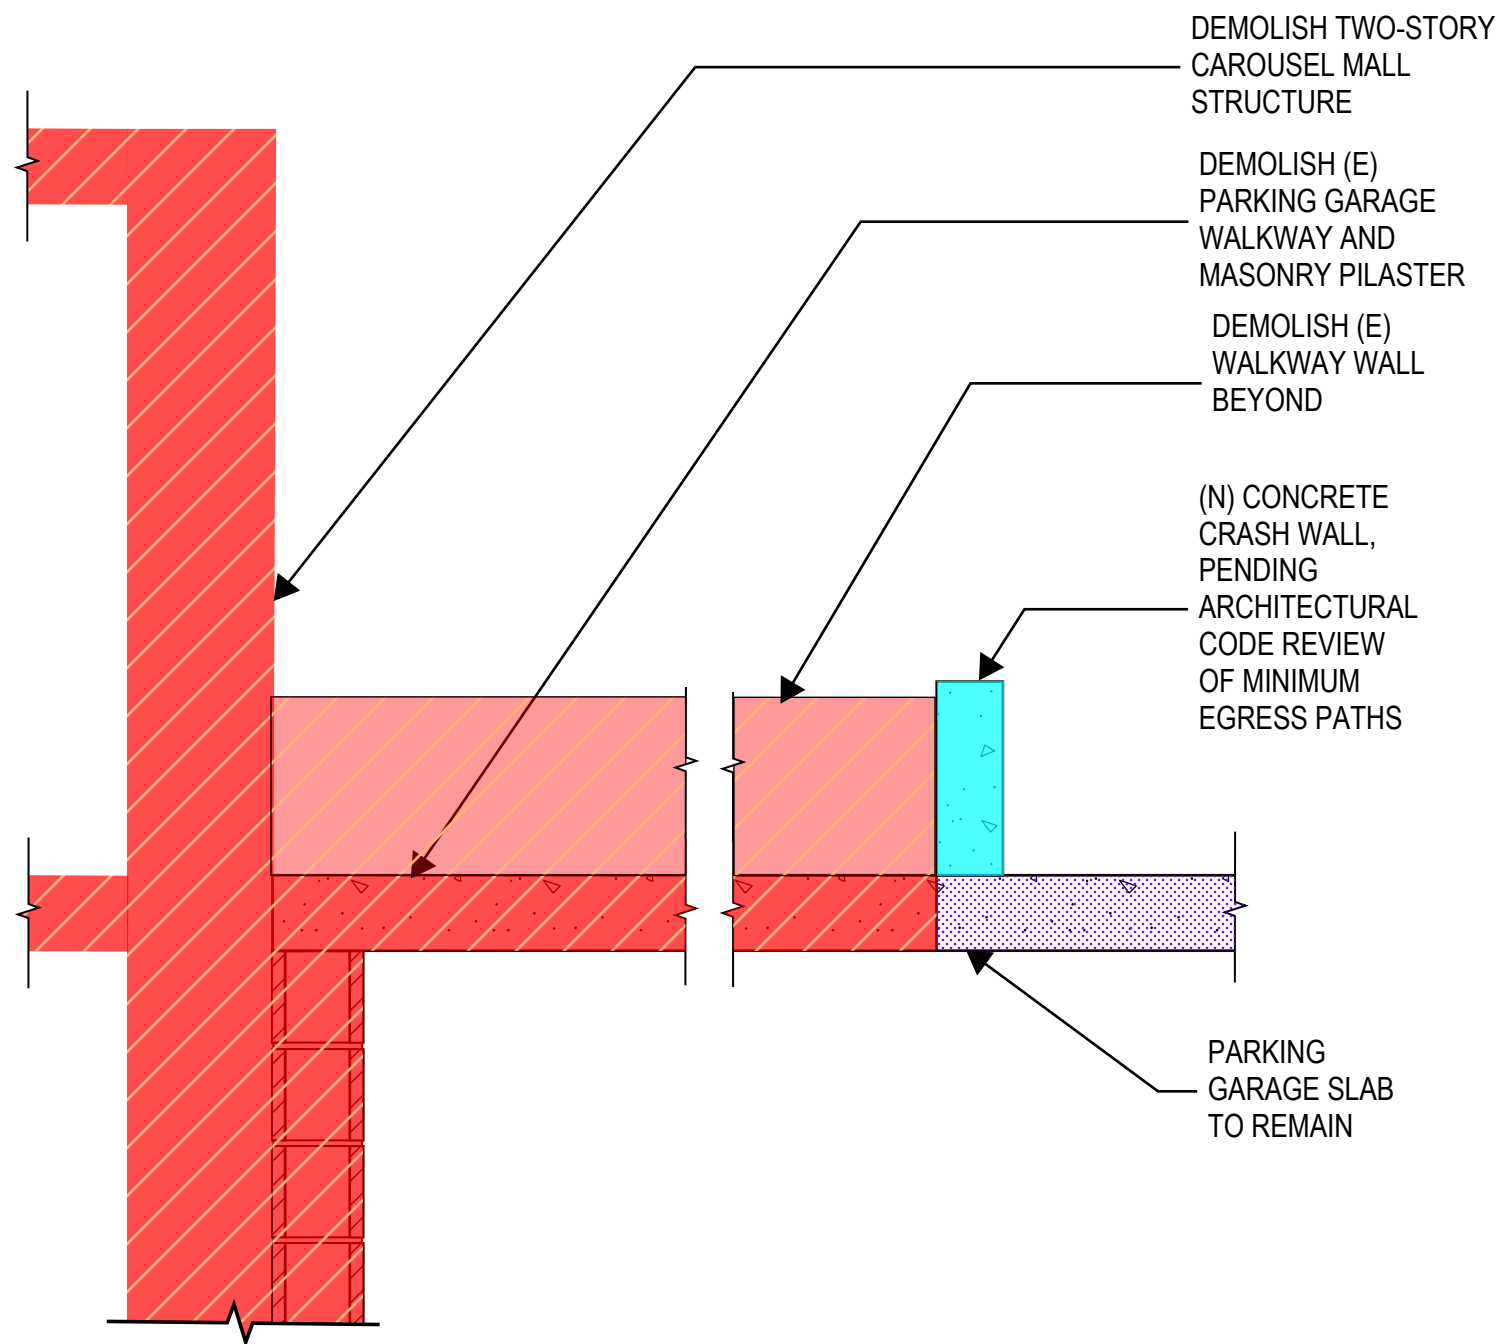 DEMOLISH TWO-STORY
CAROUSEL MALL
STRUCTURE
DEMOLISH (E)
PARKING GARAGE
WALKWAY AND
MASONRY PILASTER
DEMOLISH (E)
WALKWAY WALL
BEYOND
(N) CONCRETE
CRASH WALL,
PENDING
ARCHITECTURAL
CODE REVIEW
OF MINIMUM
EGRESS PATHS
PARKING
GARAGE SLAB
TO REMAIN